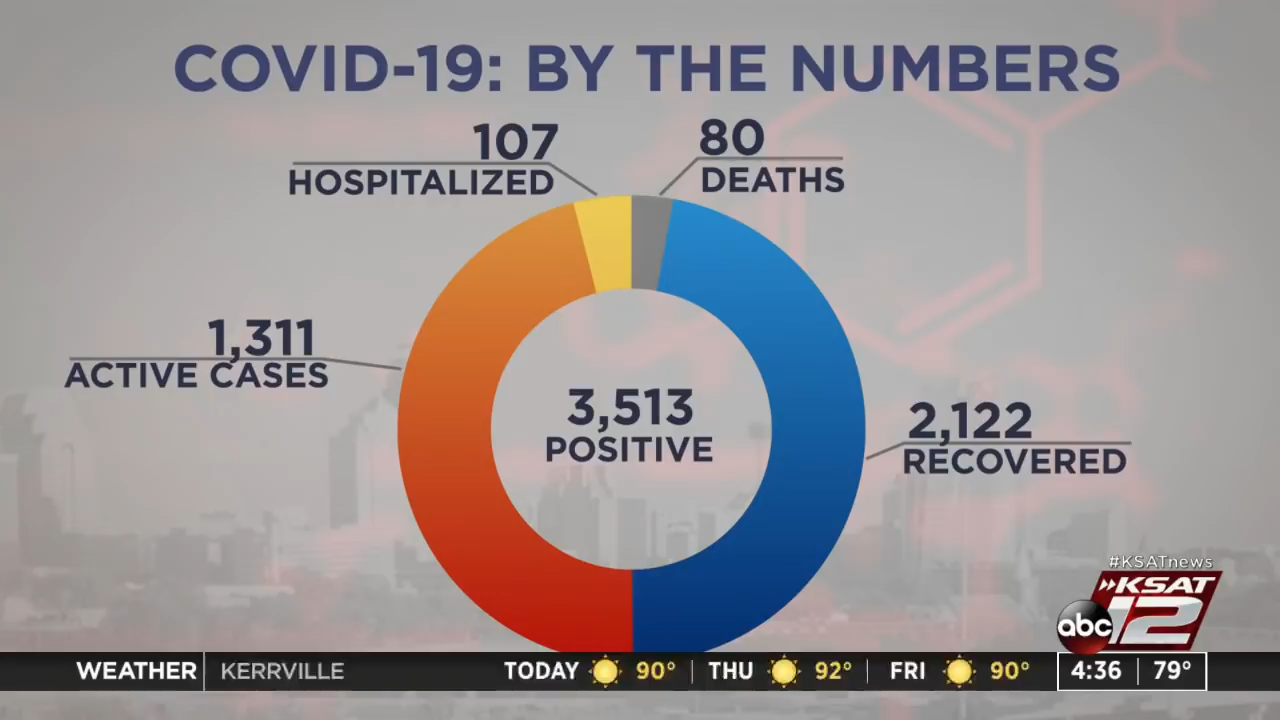 COVID-19: BY THE NUMBERS
107
HOSPITALIZED
80
DEATHS
1,311
ACTIVE CASES
3,513
POSITIVE
2,122
RECOVERED
#KSATnews
KSAT
abc 12
WEATHER KERRVILLE TODAY 90° THU 92° FRI 90° 4:36 79°